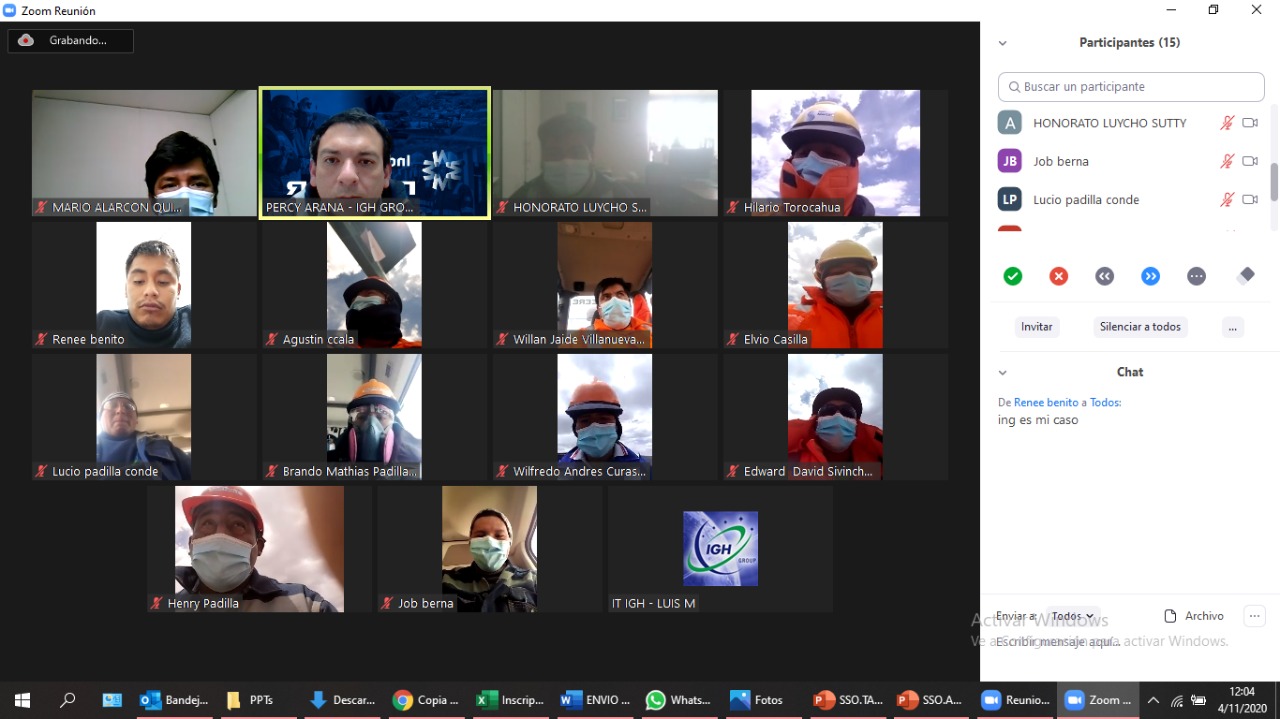 Zoom Reunión
Grabando...
MARIO ALARCON QUI...
PERCY ARANA - IGH GRO...
HONORATO LUYCHO S...
Hilario Torocahua
Renee benito
Agustin ccala
Willan Jaide Villanueva...
Elvio Casilla
Lucio padilla conde
Brando Mathias Padilla...
Wilfredo Andres Curas...
Edward David Sivinch...
Henry Padilla
Job berna
IGH
GROUP
IT IGH - LUIS M
Participantes (15)
Buscar un participante
A HONORATO LUYCHO SUTTY
JB Job berna
LP Lucio padilla conde
Invitar
Silenciar a todos
...
Chat
De Renee benito a Todos:
ing es mi caso
Enviar a: Todos
Archivo
Escribir mensaje aquí...
Activar Windows
Ve a Configuración para activar Windows.
Bandej...
PPTs
Descar...
Copia ...
Inscrip...
ENVIO ...
Whats...
Fotos
SSO.TA...
SSO.A...
Reunio...
Zoom ...
12:04
4/11/2020